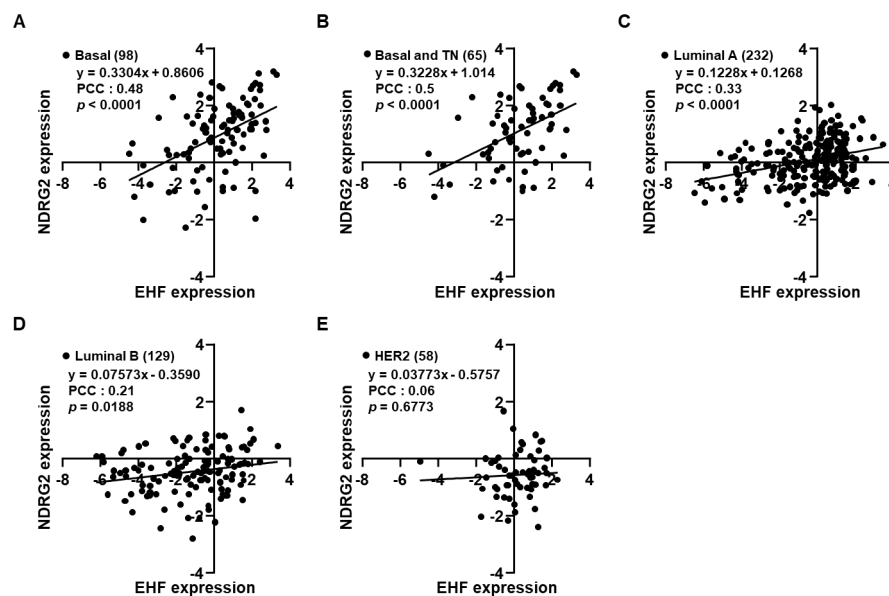 A
Basal (98)
y = 0.3304x + 0.8606
PCC : 0.48
p < 0.0001
NDRG2 expression
4
2
-2
-4
-8
-6
-4
-2
2
4
EHF expression
B
Basal and TN (65)
y = 0.3228x + 1.014
PCC : 0.5
p < 0.0001
NDRG2 expression
4
2
-2
-4
-8
-6
-4
-2
2
4
EHF expression
C
Luminal A (232)
y = 0.1228x + 0.1268
PCC : 0.33
p < 0.0001
NDRG2 expression
4
2
-2
-4
-8
-6
-4
-2
2
EHF expression
D
Luminal B (129)
y = 0.07573x - 0.3590
PCC : 0.21
p = 0.0188
NDRG2 expression
4
2
-2
-4
-8
-6
-4
-2
2
4
EHF expression
E
HER2 (58)
y = 0.03773x - 0.5757
PCC : 0.06
p = 0.6773
NDRG2 expression
4
2
-2
-4
-8
-6
-4
-2
2
4
EHF expression